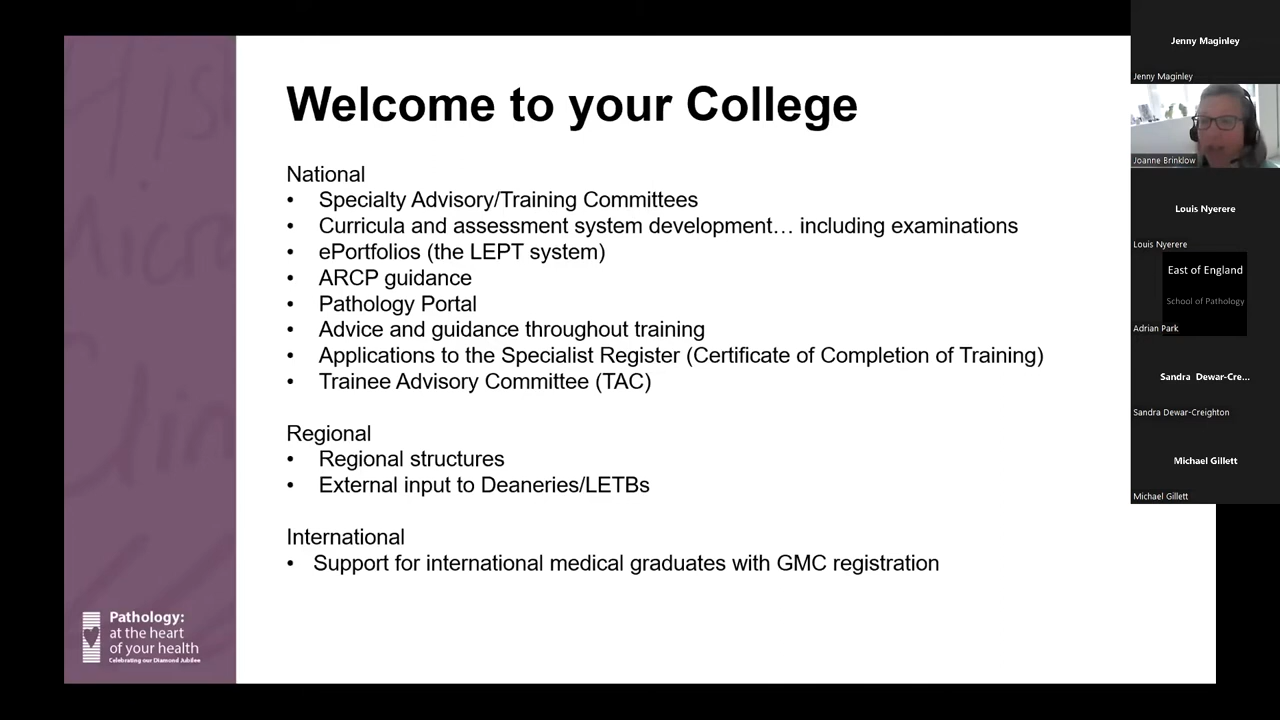 Welcome to your College
National
• Specialty Advisory/Training Committees
• Curricula and assessment system development… including examinations
• ePortfolios (the LEPT system)
• ARCP guidance
• Pathology Portal
• Advice and guidance throughout training
• Applications to the Specialist Register (Certificate of Completion of Training)
• Trainee Advisory Committee (TAC)
Regional
• Regional structures
• External input to Deaneries/LETBs
International
• Support for international medical graduates with GMC registration
Pathology:
at the heart
of your health
Celebrating our Diamond Jubilee
Jenny Maginley
Jenny Maginley
Joanne Brinklow
Louis Nyerere
Louis Nyerere
East of England
School of Pathology
Adrian Park
Sandra Dewar-Cre...
Sandra Dewar-Creighton
Michael Gillett
Michael Gillett